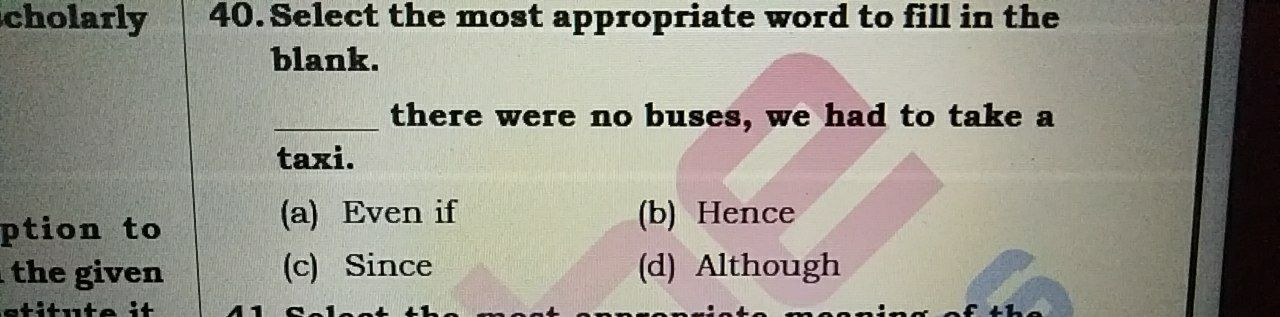 cholarly
40. Select the most appropriate word to fill in the
blank.
______ there were no buses, we had to take a
taxi.
(a) Even if (b) Hence
(c) Since (d) Although
ption to
the given
stitute it
41. Select the most appropriate meaning of the